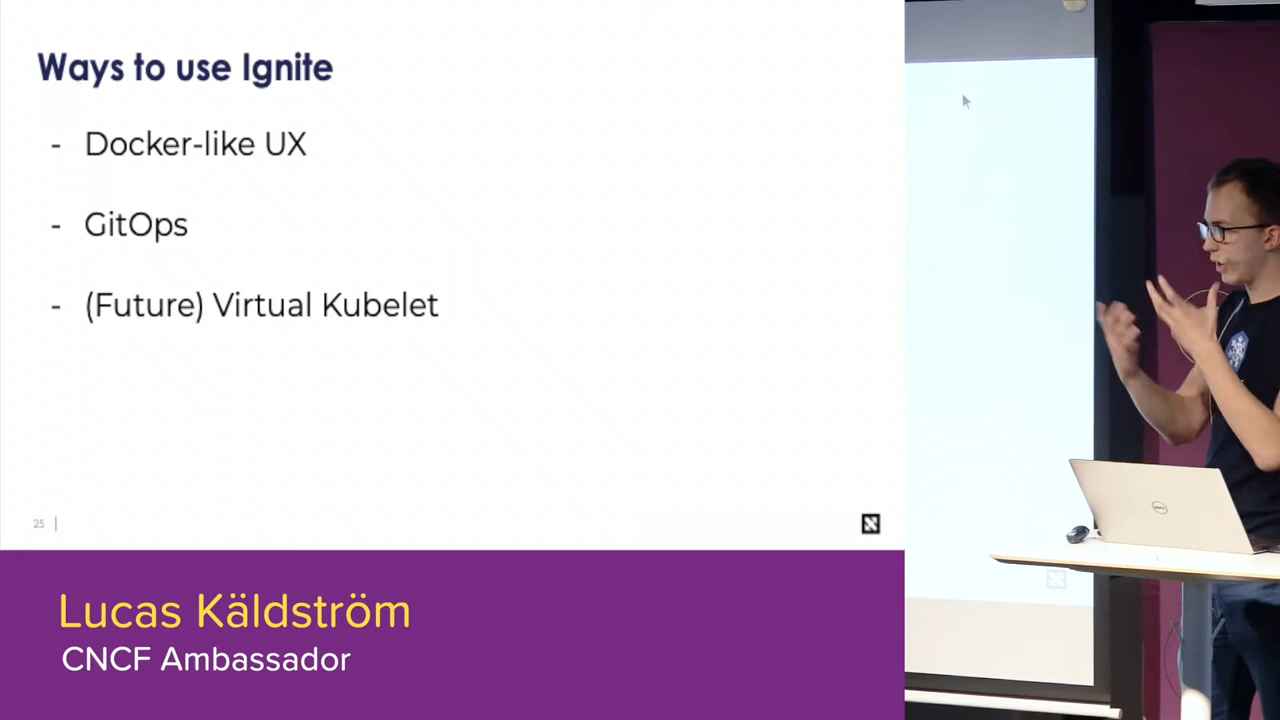 Ways to use Ignite
- Docker-like UX
- GitOps
- (Future) Virtual Kubelet
25 |
Lucas Käldström
CNCF Ambassador